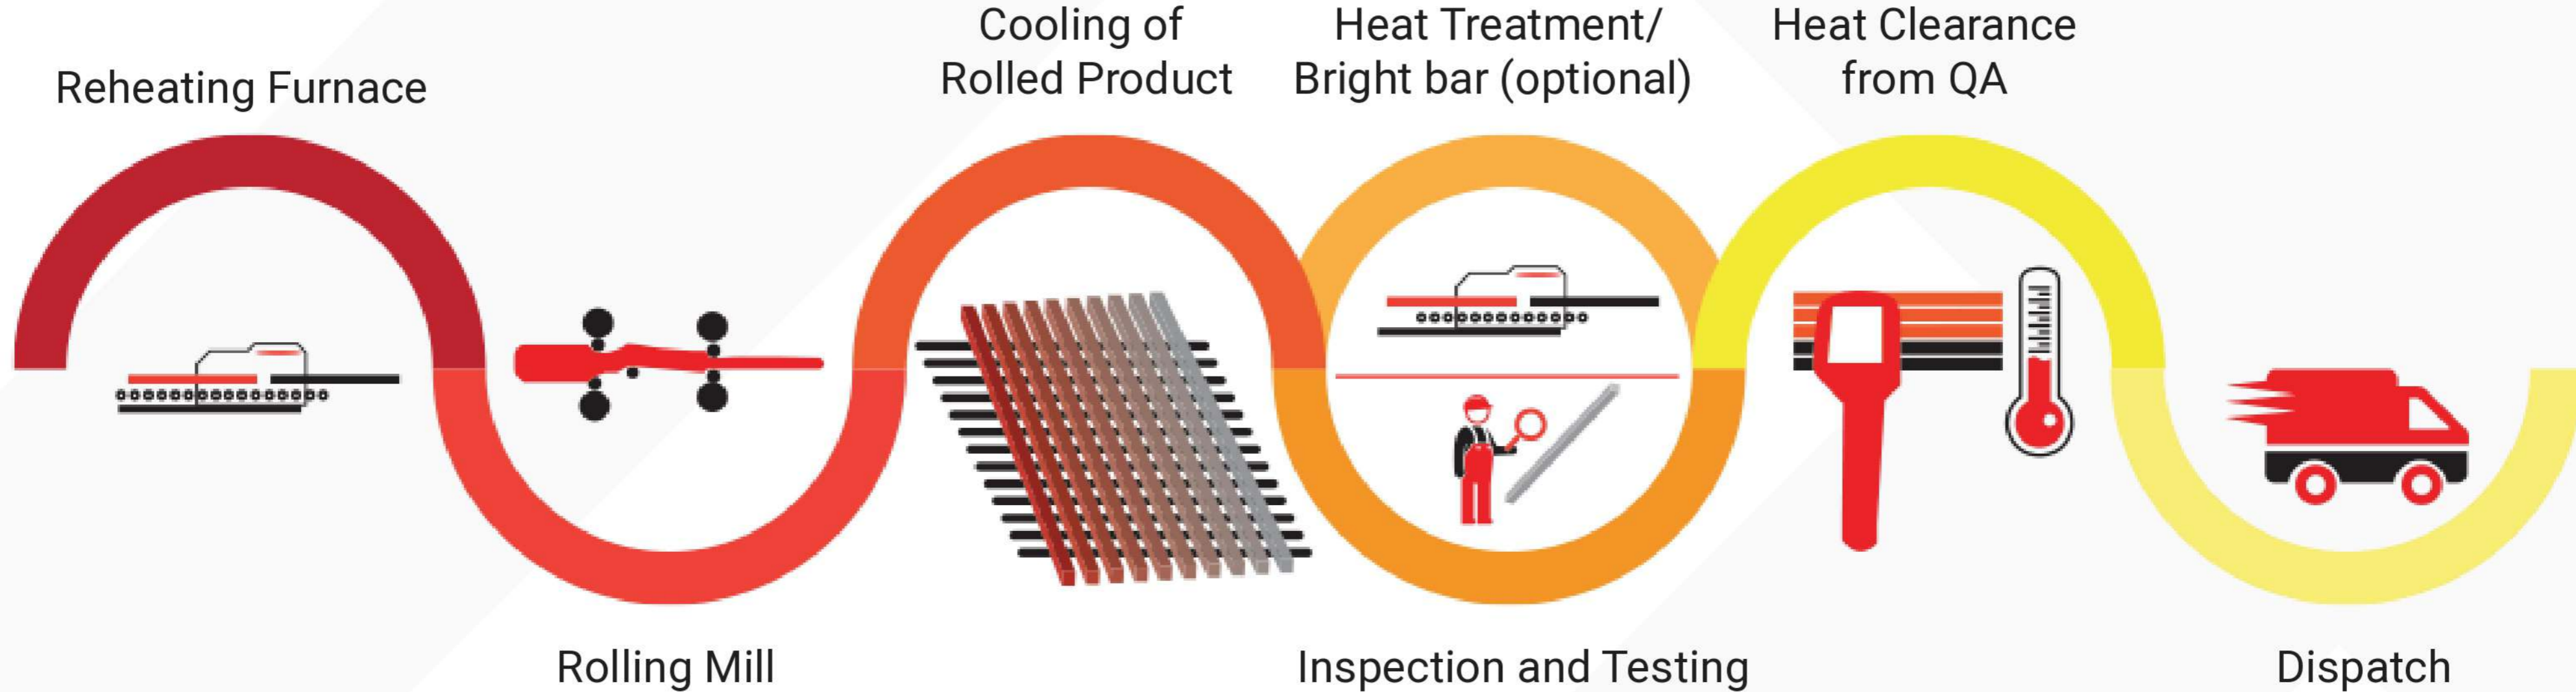 Reheating Furnace
Rolling Mill
Cooling of
Rolled Product
Heat Treatment/
Bright bar (optional)
Inspection and Testing
Heat Clearance
from QA
Dispatch